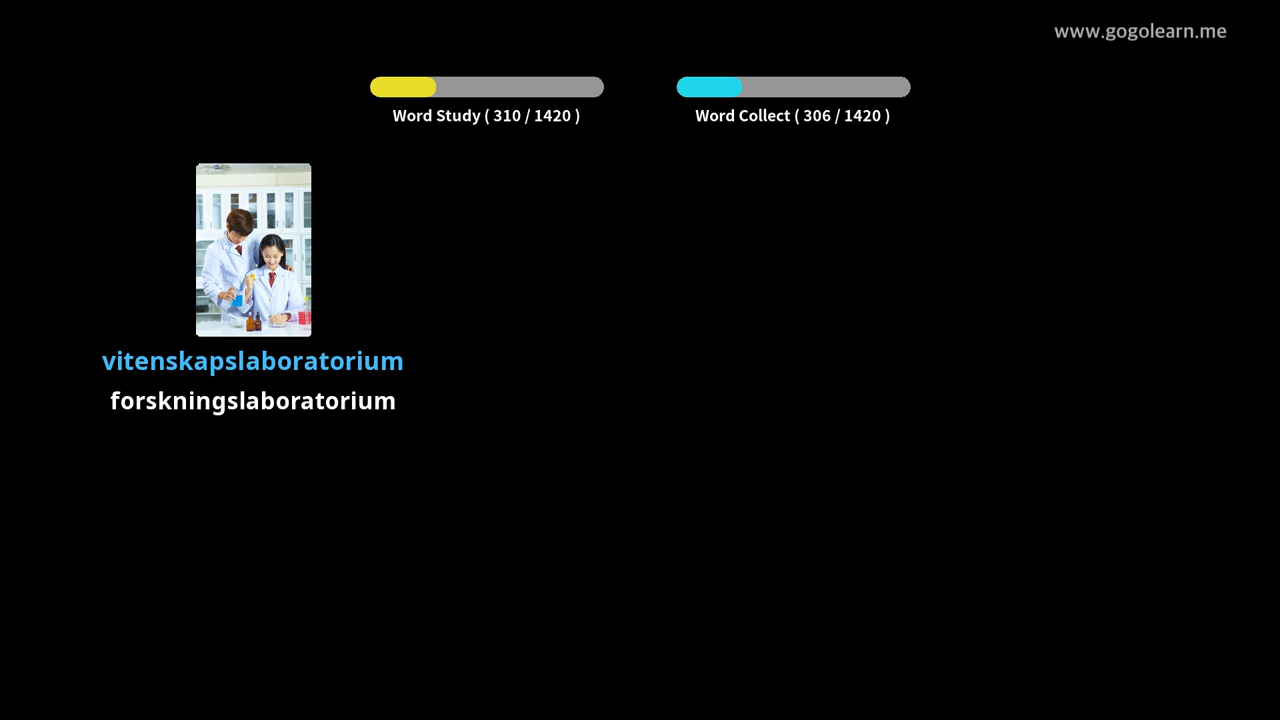 www.gogolearn.me
Word Study ( 310 / 1420 )
Word Collect ( 306 / 1420 )
vitenskapslaboratorium
forskningslaboratorium